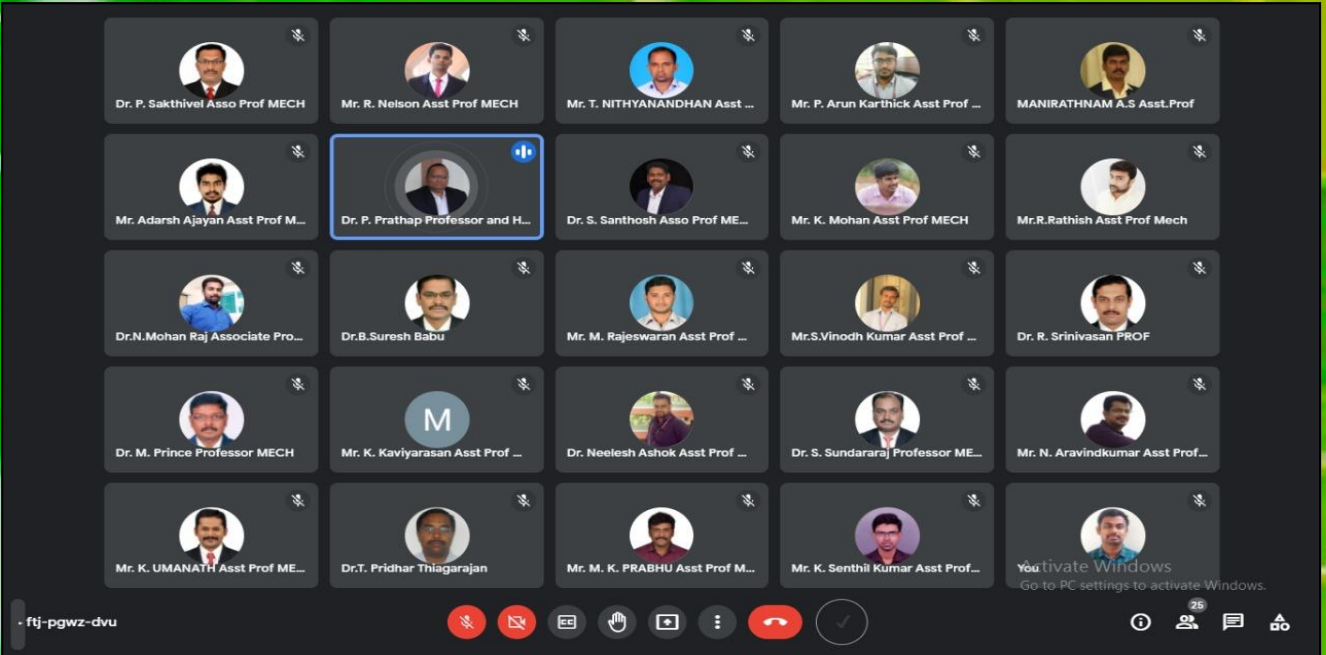 Dr. P. Sakthivel Asso Prof MECH
Mr. R. Nelson Asst Prof MECH
Mr. T. NITHYANANDHAN Asst ...
Mr. P. Arun Karthick Asst Prof ...
MANIRATHNAM A.S Asst.Prof
Mr. Adarsh Ajayan Asst Prof M...
Dr. P. Prathap Professor and H...
Dr. S. Santhosh Asso Prof ME...
Mr. K. Mohan Asst Prof MECH
Mr.R.Rathish Asst Prof Mech
Dr.N.Mohan Raj Associate Pro...
Dr.B.Suresh Babu
Mr. M. Rajeswaran Asst Prof ...
Mr.S.Vinodh Kumar Asst Prof ...
Dr. R. Srinivasan PROF
Dr. M. Prince Professor MECH
M
Mr. K. Kaviyarasan Asst Prof ...
Dr. Neelesh Ashok Asst Prof ...
Dr. S. Sundararaj Professor ME...
Mr. N. Aravindkumar Asst Prof...
Mr. K. UMANATH Asst Prof ME...
Dr.T. Pridhar Thiagarajan
Mr. M. K. PRABHU Asst Prof M...
Mr. K. Senthil Kumar Asst Prof...
You
Activate Windows
Go to PC settings to activate Windows.
ftj-pgwz-dvu
CC
25